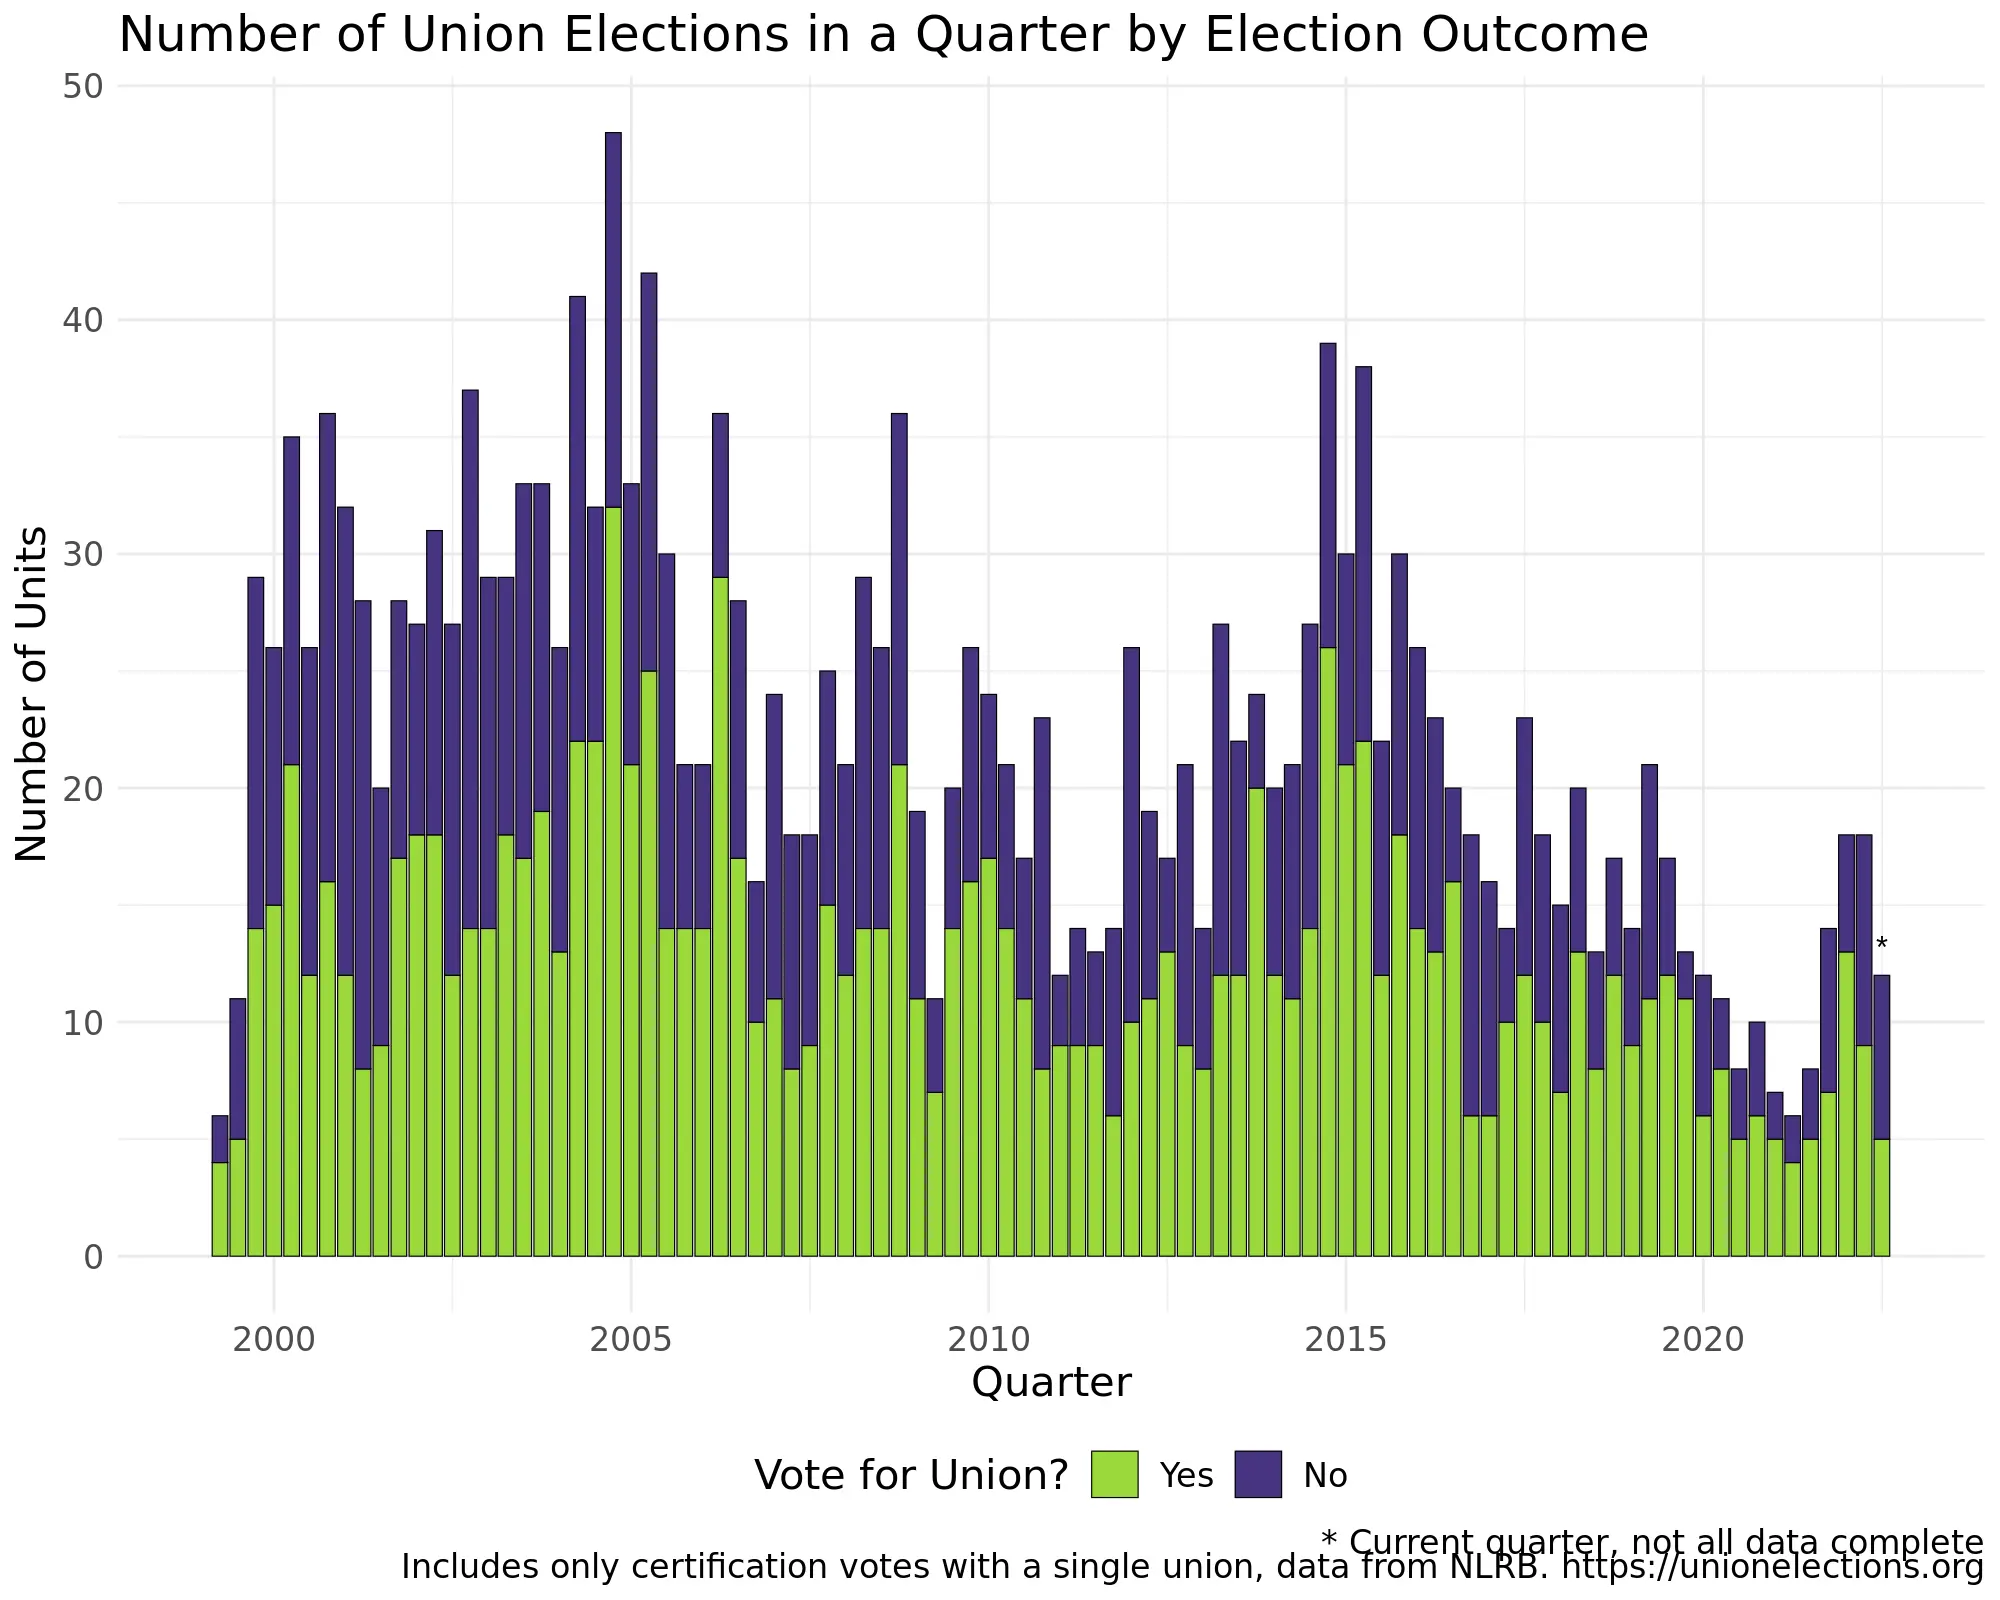 Number of Union Elections in a Quarter by Election Outcome
50
40
30
20
10
0
Number of Units
*
2000 2005 2010 2015 2020
Quarter
Vote for Union? Yes No
* Current quarter, not all data complete
Includes only certification votes with a single union, data from NLRB. https://unionelections.org